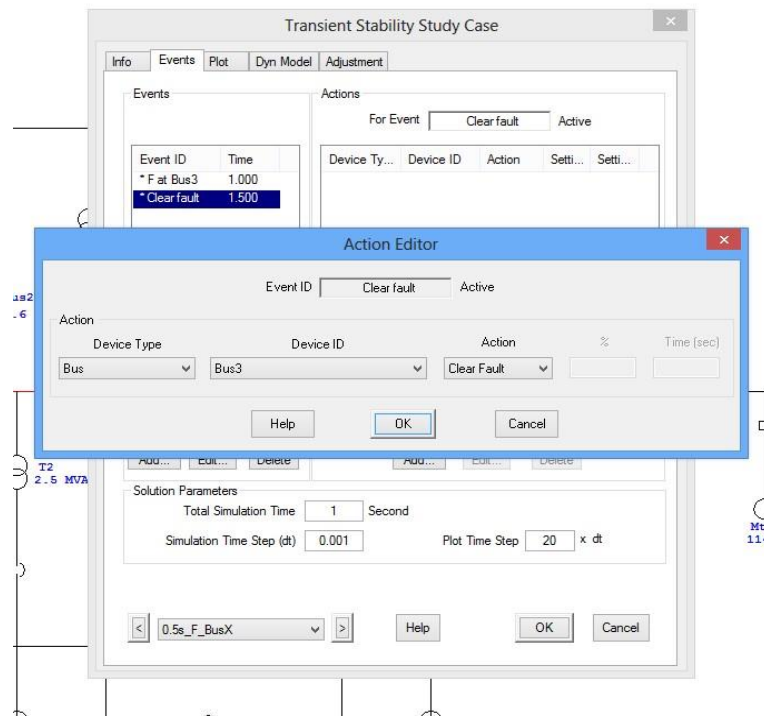 Transient Stability Study Case
Info Events Plot Dyn Model Adjustment
Events Actions
For Event Clear fault Active
Event ID Time Device Ty... Device ID Action Setti... Setti...
* F at Bus3 1.000
* Clear fault 1.500
Action Editor
Event ID Clear fault Active
.6
Action
Device Type Device ID Action % Time (sec)
Bus Bus3 Clear Fault
Help OK Cancel
Add... Edit... Delete Add... Edit... Delete
T2
2.5 MVA
Solution Parameters
Total Simulation Time 1 Second
Simulation Time Step (dt) 0.001 Plot Time Step 20 x dt
< 0.5s_F_BusX > Help OK Cancel